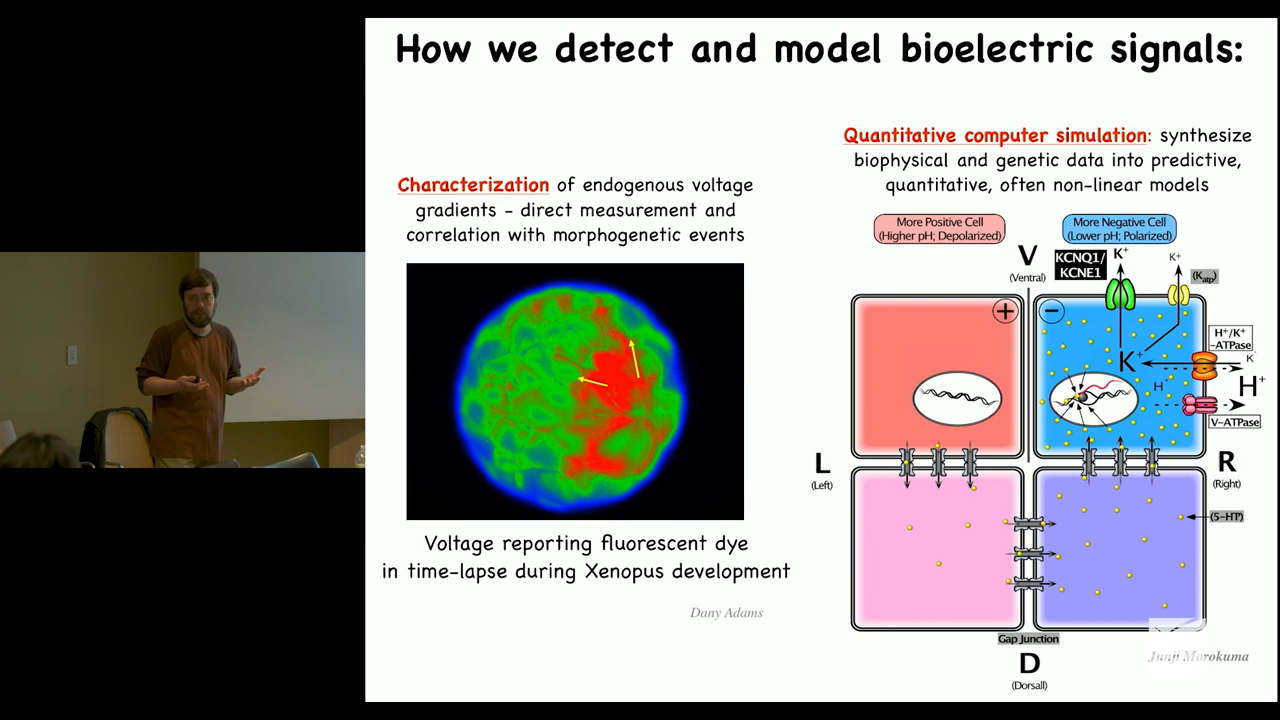 How we detect and model bioelectric signals:
Characterization of endogenous voltage
gradients - direct measurement and
correlation with morphogenetic events
Voltage reporting fluorescent dye
in time-lapse during Xenopus development
Dany Adams
Quantitative computer simulation: synthesize
biophysical and genetic data into predictive,
quantitative, often non-linear models
More Positive Cell
(Higher pH; Depolarized)
More Negative Cell
(Lower pH; Polarized)
V
(Ventral)
KCNQ1/
KCNE1
K+
K+
(Katp)
+
−
H+/K+
-ATPase
K+
K
H
H+
V-ATPase
L
(Left)
R
(Right)
(5-HT)
Gap Junction
D
(Dorsall)
Junji Morokuma